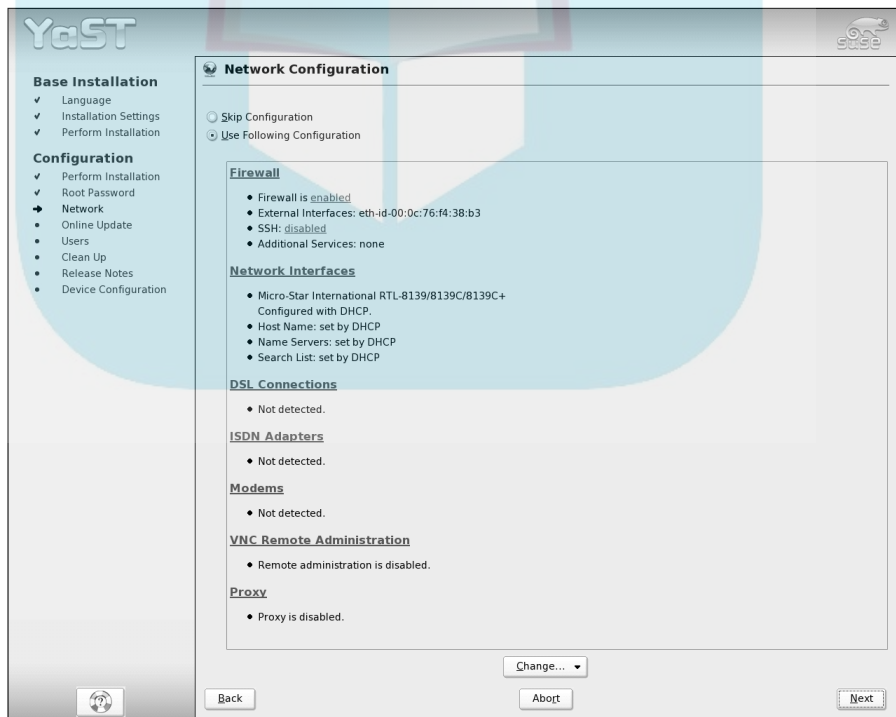 YaST
SUSE
Base Installation
Language
Installation Settings
Perform Installation
Configuration
Perform Installation
Root Password
Network
Online Update
Users
Clean Up
Release Notes
Device Configuration
Network Configuration
Skip Configuration
Use Following Configuration
Firewall
Firewall is enabled
External Interfaces: eth-id-00:0c:76:f4:38:b3
SSH: disabled
Additional Services: none
Network Interfaces
Micro-Star International RTL-8139/8139C/8139C+
Configured with DHCP.
Host Name: set by DHCP
Name Servers: set by DHCP
Search List: set by DHCP
DSL Connections
Not detected.
ISDN Adapters
Not detected.
Modems
Not detected.
VNC Remote Administration
Remote administration is disabled.
Proxy
Proxy is disabled.
Change...
Back
Abort
Next